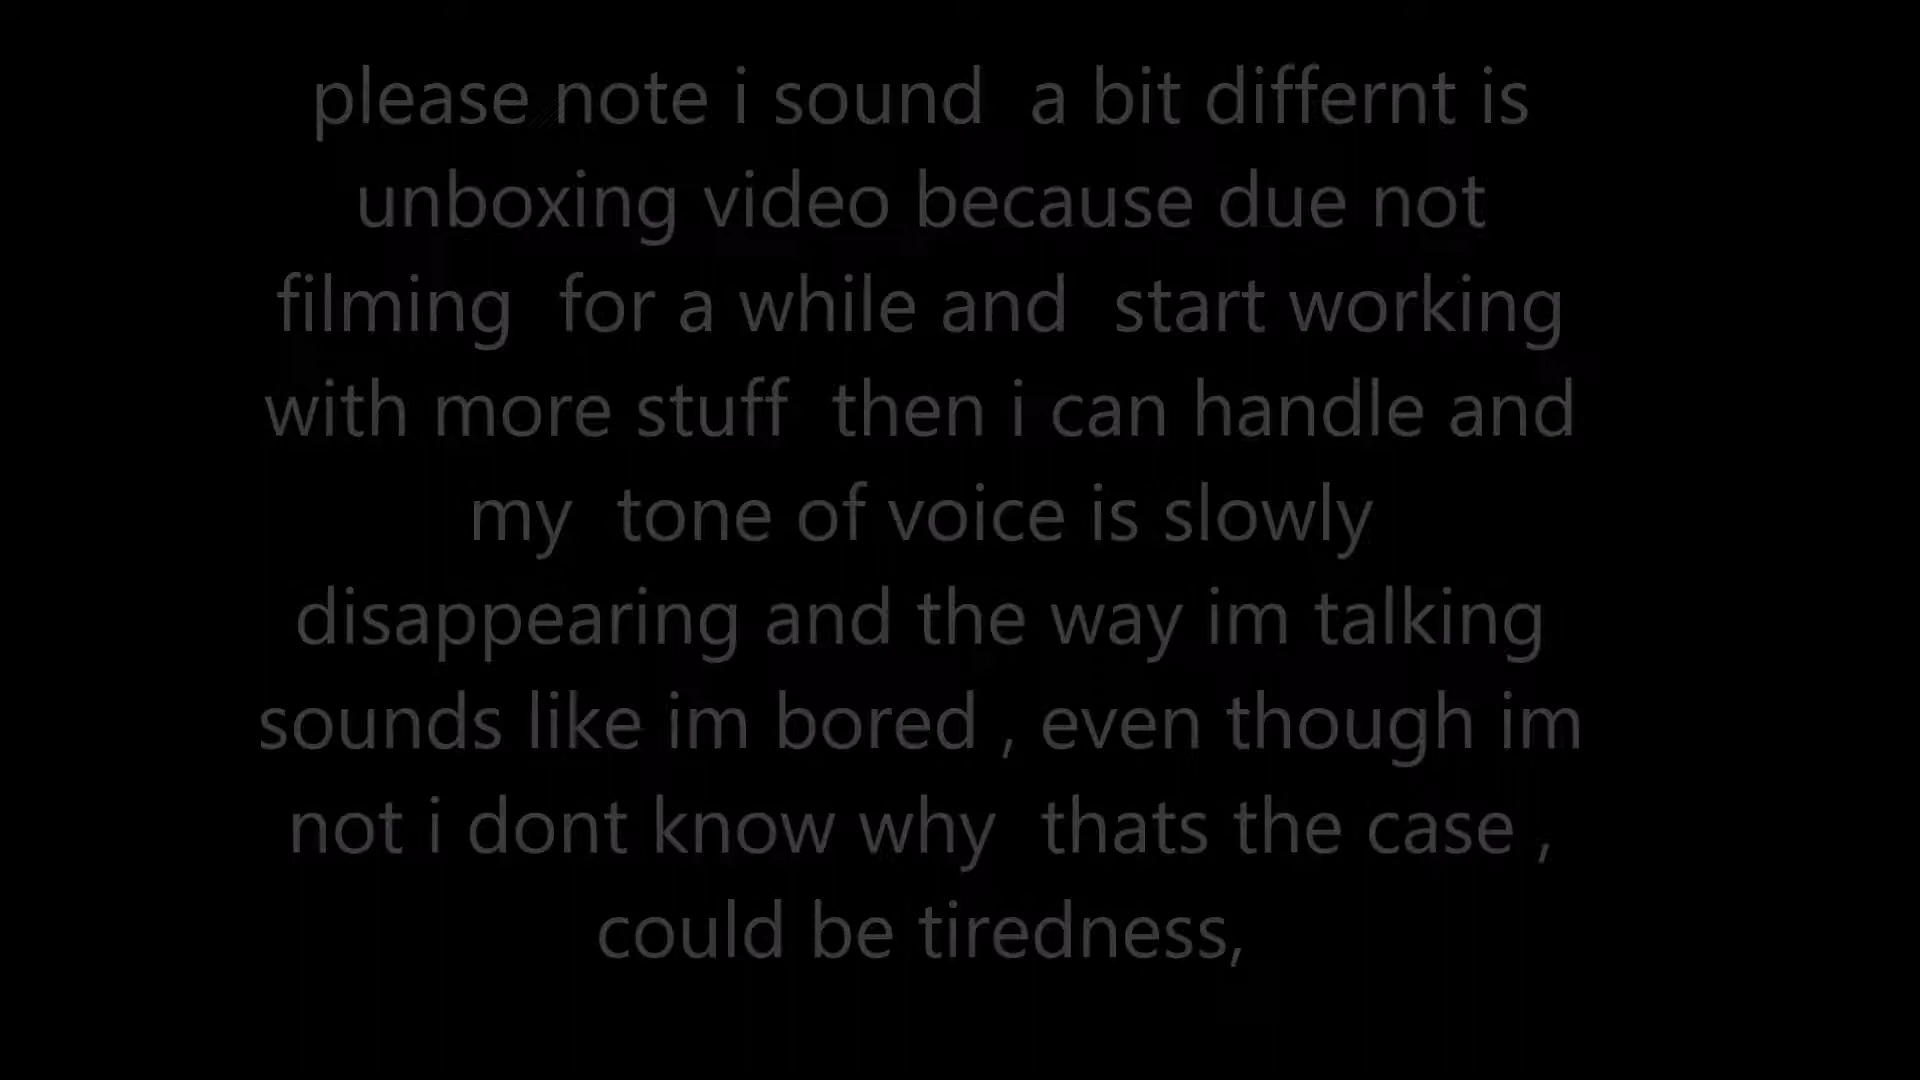 please note i sound  a bit differnt is
unboxing video because due not
filming  for a while and  start working
with more stuff  then i can handle and
my  tone of voice is slowly
disappearing and the way im talking
sounds like im bored , even though im
not i dont know why  thats the case ,
could be tiredness,